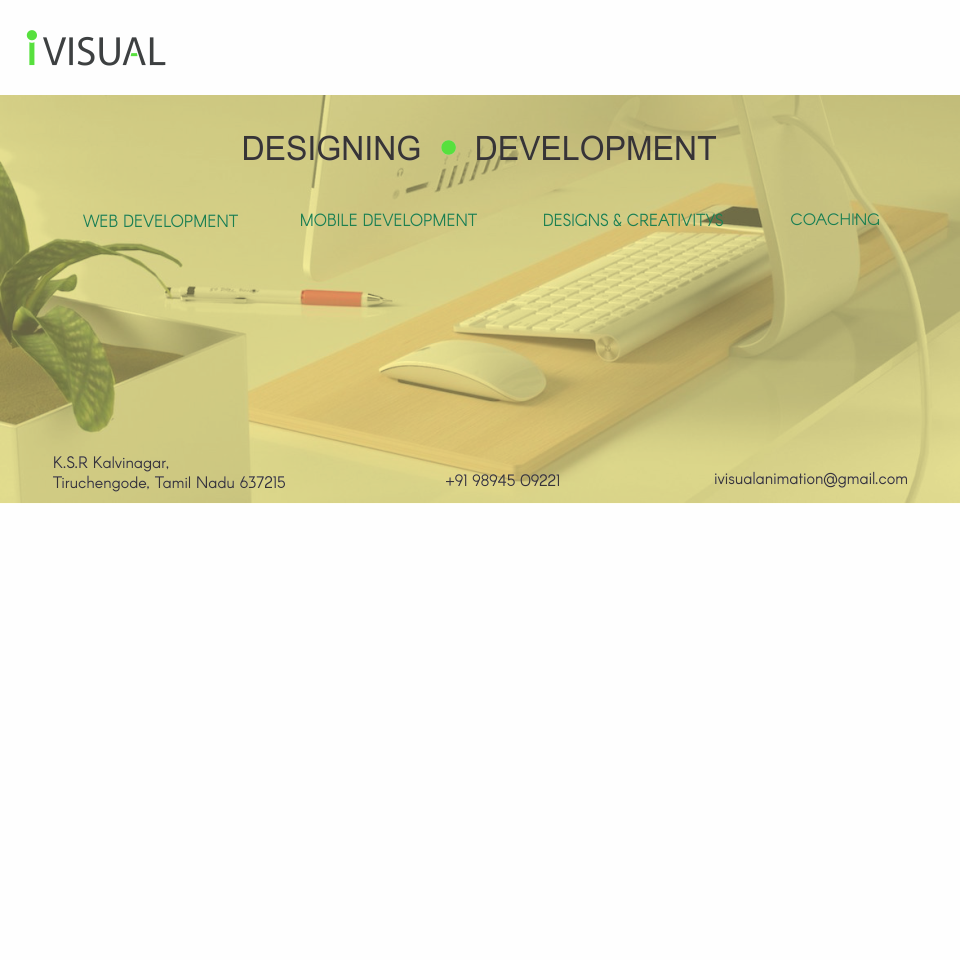 iVISUAL
DESIGNING • DEVELOPMENT
WEB DEVELOPMENT MOBILE DEVELOPMENT DESIGNS & CREATIVITYS COACHING
K.S.R Kalvinagar,
Tiruchengode, Tamil Nadu 637215
+91 98945 09221
ivisualanimation@gmail.com